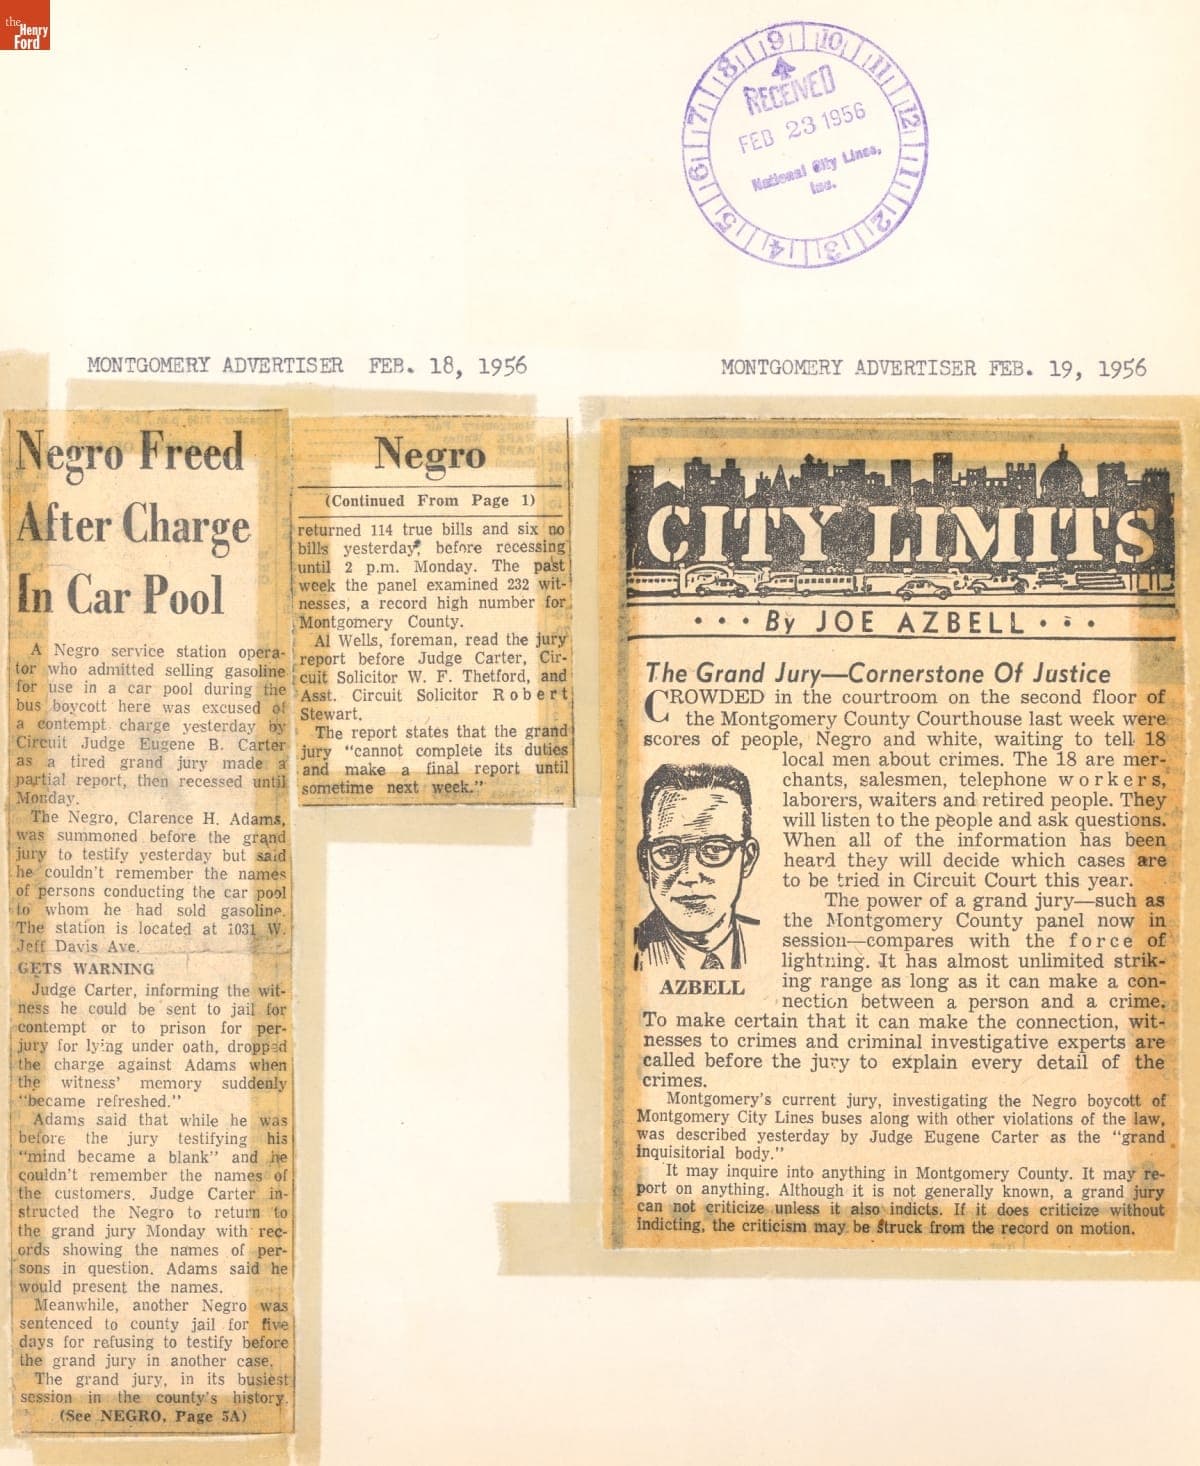 the
Henry
Ford
9 10 11 12 1 2 3 4 5 6 7 8
RECEIVED
FEB 23 1956
National City Lines,
Inc.
MONTGOMERY ADVERTISER FEB. 18, 1956
Negro Freed
After Charge
In Car Pool
A Negro service station opera-
tor who admitted selling gasoline
for use in a car pool during the
bus boycott here was excused of
a contempt charge yesterday by
Circuit Judge Eugene B. Carter
as a tired grand jury made a
partial report, then recessed until
Monday.
The Negro, Clarence H. Adams,
was summoned before the grand
jury to testify yesterday but said
he couldn't remember the names
of persons conducting the car pool
to whom he had sold gasoline.
The station is located at 1031 W.
Jeff Davis Ave.
GETS WARNING
Judge Carter, informing the wit-
ness he could be sent to jail for
contempt or to prison for per-
jury for lying under oath, dropped
the charge against Adams when
the witness' memory suddenly
"became refreshed."
Adams said that while he was
before the jury testifying his
"mind became a blank" and he
couldn't remember the names of
the customers. Judge Carter in-
structed the Negro to return to
the grand jury Monday with rec-
ords showing the names of per-
sons in question. Adams said he
would present the names.
Meanwhile, another Negro was
sentenced to county jail for five
days for refusing to testify before
the grand jury in another case.
The grand jury, in its busiest
session in the county's history,
(See NEGRO, Page 3A)
Negro
(Continued From Page 1)
returned 114 true bills and six no
bills yesterday, before recessing
until 2 p.m. Monday. The past
week the panel examined 232 wit-
nesses, a record high number for
Montgomery County.
Al Wells, foreman, read the jury
report before Judge Carter, Cir-
cuit Solicitor W. F. Thetford, and
Asst. Circuit Solicitor Robert
Stewart.
The report states that the grand
jury "cannot complete its duties
and make a final report until
sometime next week."
MONTGOMERY ADVERTISER FEB. 19, 1956
CITY LIMITS
• • • By JOE AZBELL • • •
The Grand Jury—Cornerstone Of Justice
CROWDED in the courtroom on the second floor of
the Montgomery County Courthouse last week were
scores of people, Negro and white, waiting to tell 18
local men about crimes. The 18 are mer-
chants, salesmen, telephone workers,
laborers, waiters and retired people. They
will listen to the people and ask questions.
When all of the information has been
heard they will decide which cases are
to be tried in Circuit Court this year.
The power of a grand jury—such as
the Montgomery County panel now in
session—compares with the force of
lightning. It has almost unlimited strik-
ing range as long as it can make a con-
nection between a person and a crime.
AZBELL
To make certain that it can make the connection, wit-
nesses to crimes and criminal investigative experts are
called before the jury to explain every detail of the
crimes.
Montgomery's current jury, investigating the Negro boycott of
Montgomery City Lines buses along with other violations of the law,
was described yesterday by Judge Eugene Carter as the "grand
inquisitorial body."
It may inquire into anything in Montgomery County. It may re-
port on anything. Although it is not generally known, a grand jury
can not criticize unless it also indicts. If it does criticize without
indicting, the criticism may be struck from the record on motion.